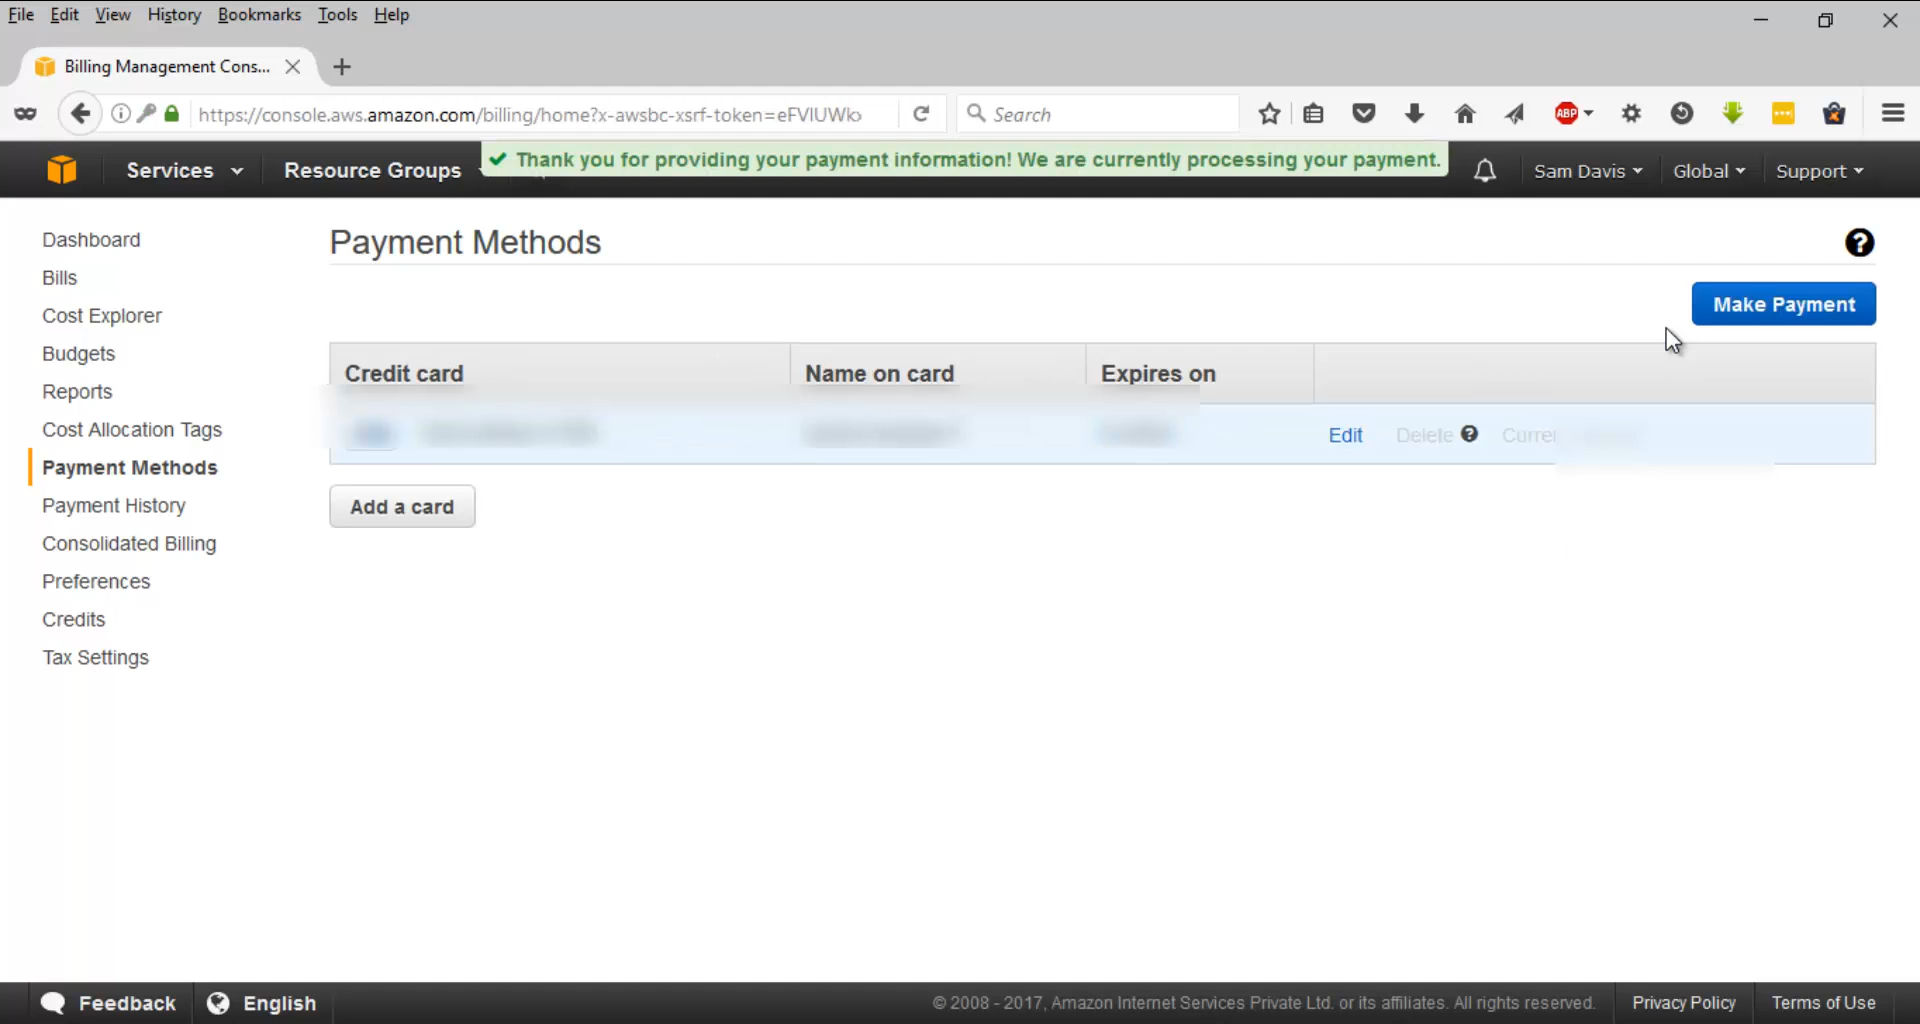 File Edit View History Bookmarks Tools Help
Billing Management Cons...
https://console.aws.amazon.com/billing/home?x-awsbc-xsrf-token=eFVIUWk
Search
ABP
Services Resource Groups
✓ Thank you for providing your payment information! We are currently processing your payment.
Sam Davis Global Support
Dashboard
Bills
Cost Explorer
Budgets
Reports
Cost Allocation Tags
Payment Methods
Payment History
Consolidated Billing
Preferences
Credits
Tax Settings
Payment Methods
?
Make Payment
Credit card Name on card Expires on
Edit Delete ? Curre
Add a card
Feedback English
© 2008 - 2017, Amazon Internet Services Private Ltd. or its affiliates. All rights reserved. Privacy Policy Terms of Use